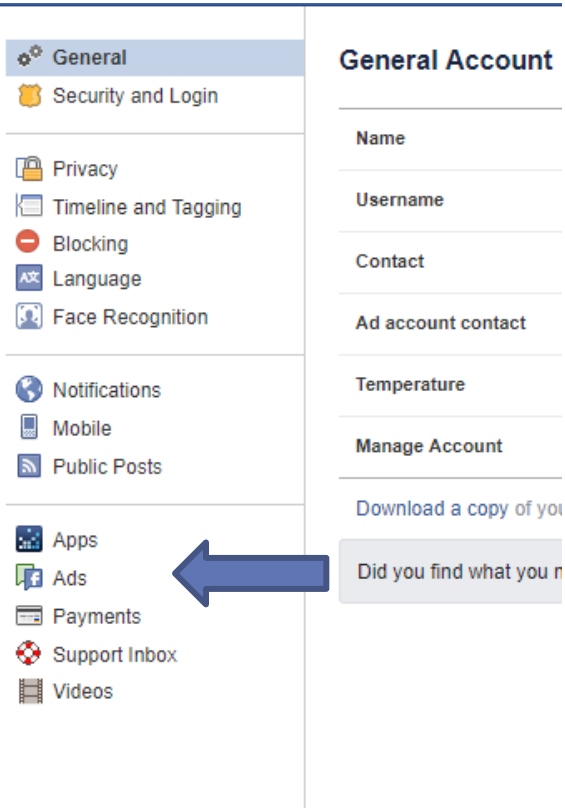 General
Security and Login
Privacy
Timeline and Tagging
Blocking
Language
Face Recognition
Notifications
Mobile
Public Posts
Apps
Ads
Payments
Support Inbox
Videos
General Account
Name
Username
Contact
Ad account contact
Temperature
Manage Account
Download a copy of
Did you find what you